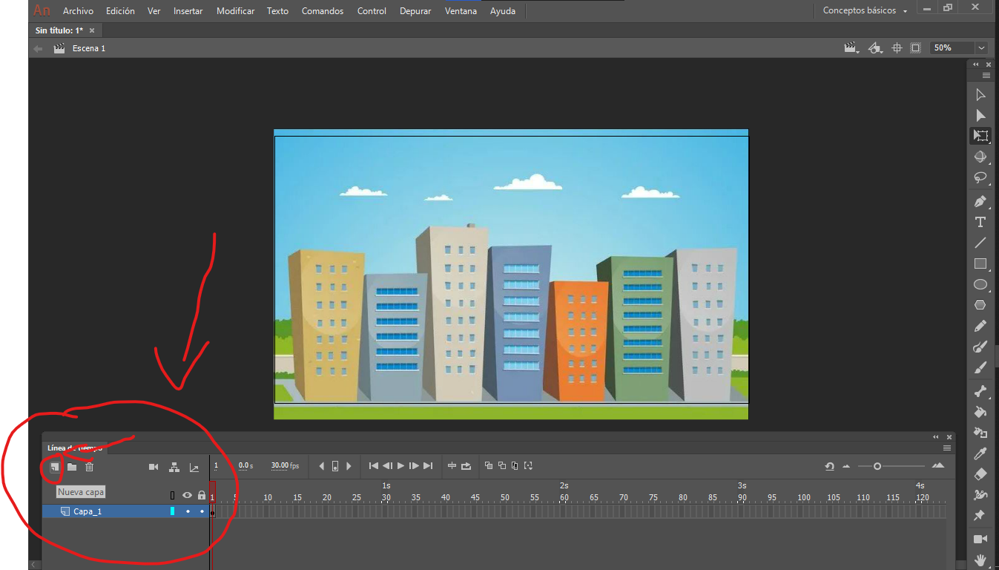 An Archivo Edición Ver Insertar Modificar Texto Comandos Control Depurar Ventana Ayuda Conceptos básicos
Sin título: 1*
Escena 1 50%
Línea de tiempo
1 0.0 s 30.00 fps
Nueva capa
1s 2s 3s 4s
1 5 10 15 20 25 30 35 40 45 50 55 60 65 70 75 80 85 90 95 100 105 110 115 120
Capa_1